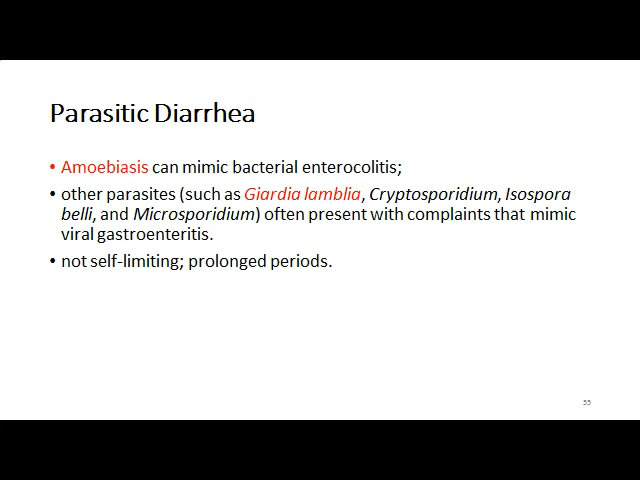 Parasitic Diarrhea
• Amoebiasis can mimic bacterial enterocolitis;
• other parasites (such as Giardia lamblia, Cryptosporidium, Isospora
belli, and Microsporidium) often present with complaints that mimic
viral gastroenteritis.
• not self-limiting; prolonged periods.
55